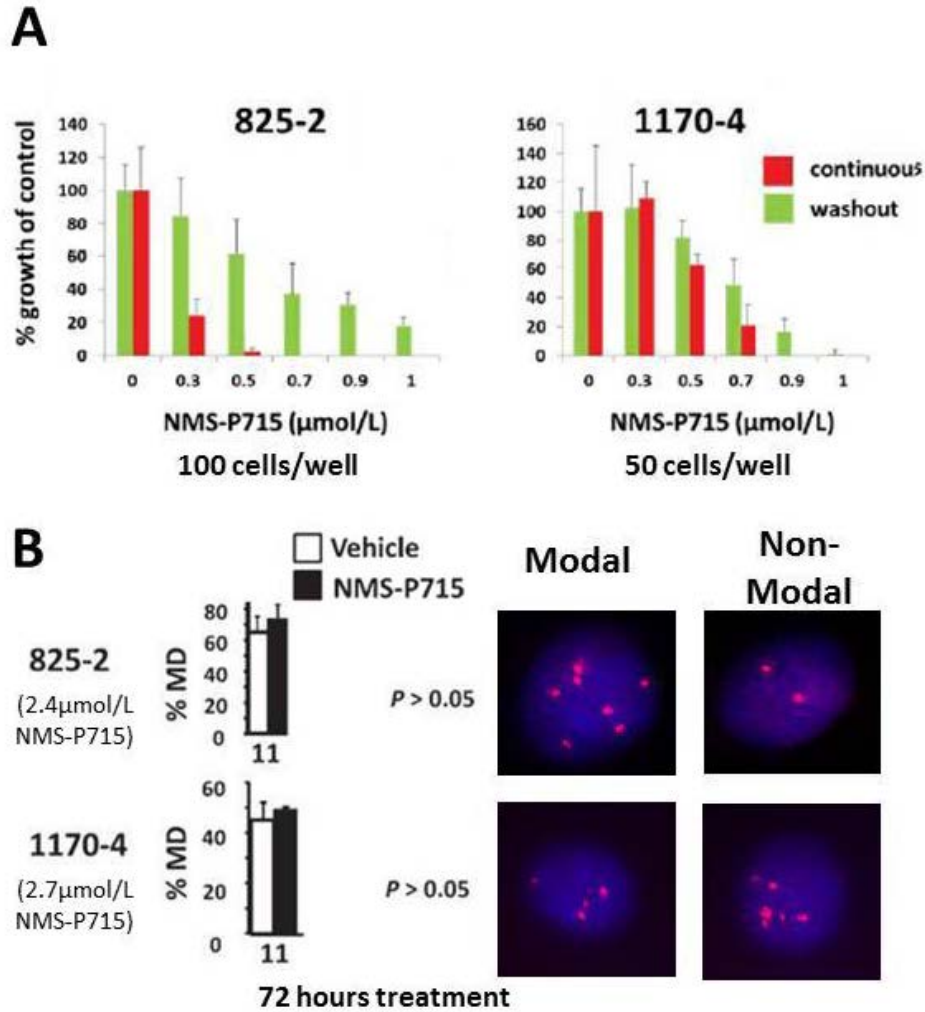 A
825-2
1170-4
% growth of control
140
120
100
80
60
40
20
0
0 0.3 0.5 0.7 0.9 1
NMS-P715 (µmol/L)
100 cells/well
160
140
120
100
80
60
40
20
0
0 0.3 0.5 0.7 0.9 1
NMS-P715 (µmol/L)
50 cells/well
continuous
washout
B
Vehicle
NMS-P715
Modal
Non-
Modal
825-2
(2.4µmol/L
NMS-P715)
% MD
80
60
40
20
0
11
P > 0.05
1170-4
(2.7µmol/L
NMS-P715)
% MD
60
40
20
0
11
P > 0.05
72 hours treatment